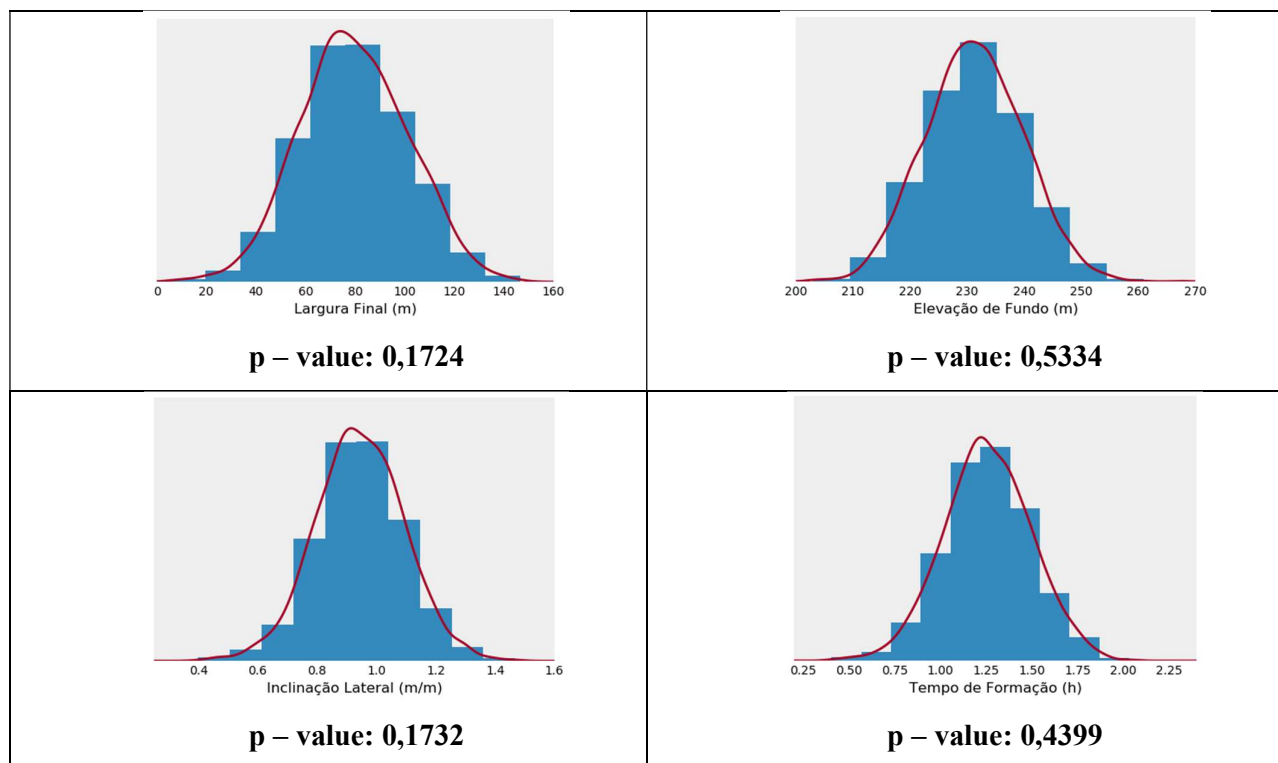 0 20 40 60 80 100 120 140 160
Largura Final (m)
p – value: 0,1724
200 210 220 230 240 250 260 270
Elevação de Fundo (m)
p – value: 0,5334
0.4 0.6 0.8 1.0 1.2 1.4 1.6
Inclinação Lateral (m/m)
p – value: 0,1732
0.25 0.50 0.75 1.00 1.25 1.50 1.75 2.00 2.25
Tempo de Formação (h)
p – value: 0,4399